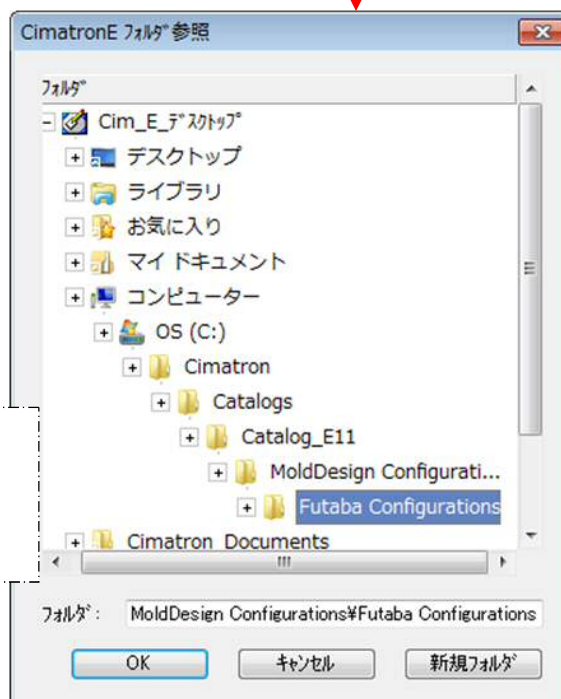 CimatronE ﾌｫﾙﾀﾞ参照
ﾌｫﾙﾀﾞ
Cim_E_ﾃﾞｽｸﾄｯﾌﾟ
デスクトップ
ライブラリ
お気に入り
マイ ドキュメント
コンピューター
OS (C:)
Cimatron
Catalogs
Catalog_E11
MoldDesign Configurati...
Futaba Configurations
Cimatron Documents
ﾌｫﾙﾀﾞ: MoldDesign Configurations¥Futaba Configurations
OK ｷｬﾝｾﾙ 新規ﾌｫﾙﾀﾞ